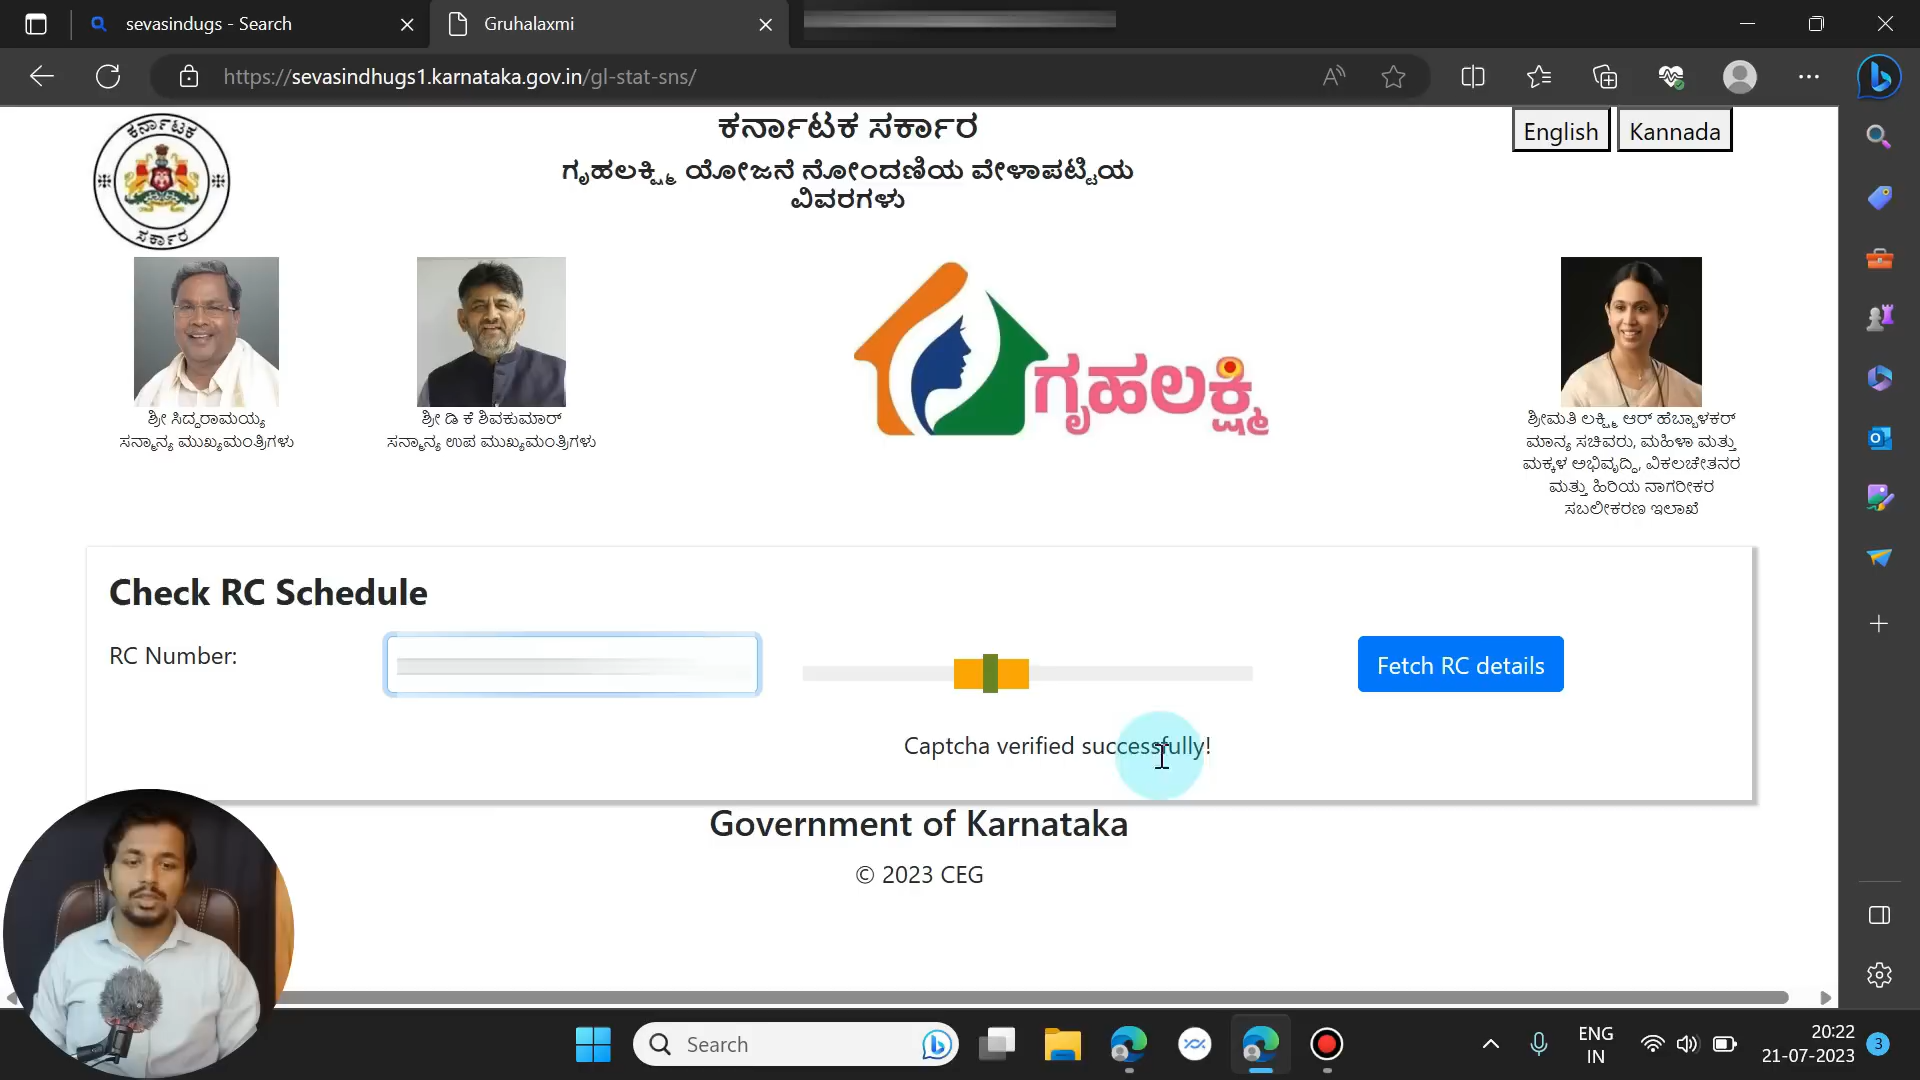 sevasindugs - Search
Gruhalaxmi
https://sevasindhugs1.karnataka.gov.in/gl-stat-sns/
ಕರ್ನಾಟಕ ಸರ್ಕಾರ
ಗೃಹಲಕ್ಷ್ಮಿ ಯೋಜನೆ ನೋಂದಣಿಯ ವೇಳಾಪಟ್ಟಿಯ
ವಿವರಗಳು
English
Kannada
ಕರ್ನಾಟಕ
ಸರ್ಕಾರ
ಗೃಹಲಕ್ಷ್ಮಿ
ಶ್ರೀ ಸಿದ್ದರಾಮಯ್ಯ
ಸನ್ಮಾನ್ಯ ಮುಖ್ಯಮಂತ್ರಿಗಳು
ಶ್ರೀ ಡಿ ಕೆ ಶಿವಕುಮಾರ್
ಸನ್ಮಾನ್ಯ ಉಪ ಮುಖ್ಯಮಂತ್ರಿಗಳು
ಶ್ರೀಮತಿ ಲಕ್ಷ್ಮಿ ಆರ್ ಹೆಬ್ಬಾಳಕರ್
ಮಾನ್ಯ ಸಚಿವರು, ಮಹಿಳಾ ಮತ್ತು
ಮಕ್ಕಳ ಅಭಿವೃದ್ಧಿ, ವಿಕಲಚೇತನರ
ಮತ್ತು ಹಿರಿಯ ನಾಗರೀಕರ
ಸಬಲೀಕರಣ ಇಲಾಖೆ
Check RC Schedule
RC Number:
Fetch RC details
Captcha verified successfully!
Government of Karnataka
© 2023 CEG
Search
ENG
IN
20:22
21-07-2023
3